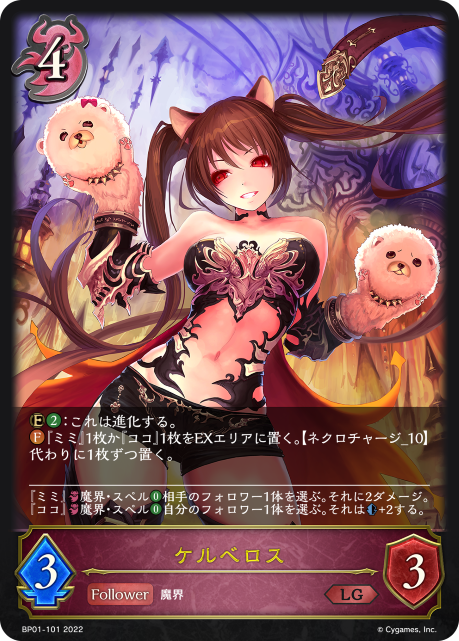 4
E 2：これは進化する。
F 『ミミ』1枚か『ココ』1枚をEXエリアに置く。【ネクロチャージ_10】
代わりに1枚ずつ置く。
『ミミ』魔界・スペル 0 相手のフォロワー1体を選ぶ。それに2ダメージ。
『ココ』魔界・スペル 0 自分のフォロワー1体を選ぶ。それは+2する。
ケルベロス
3
Follower 魔界
LG
3
BP01-101 2022
© Cygames, Inc.